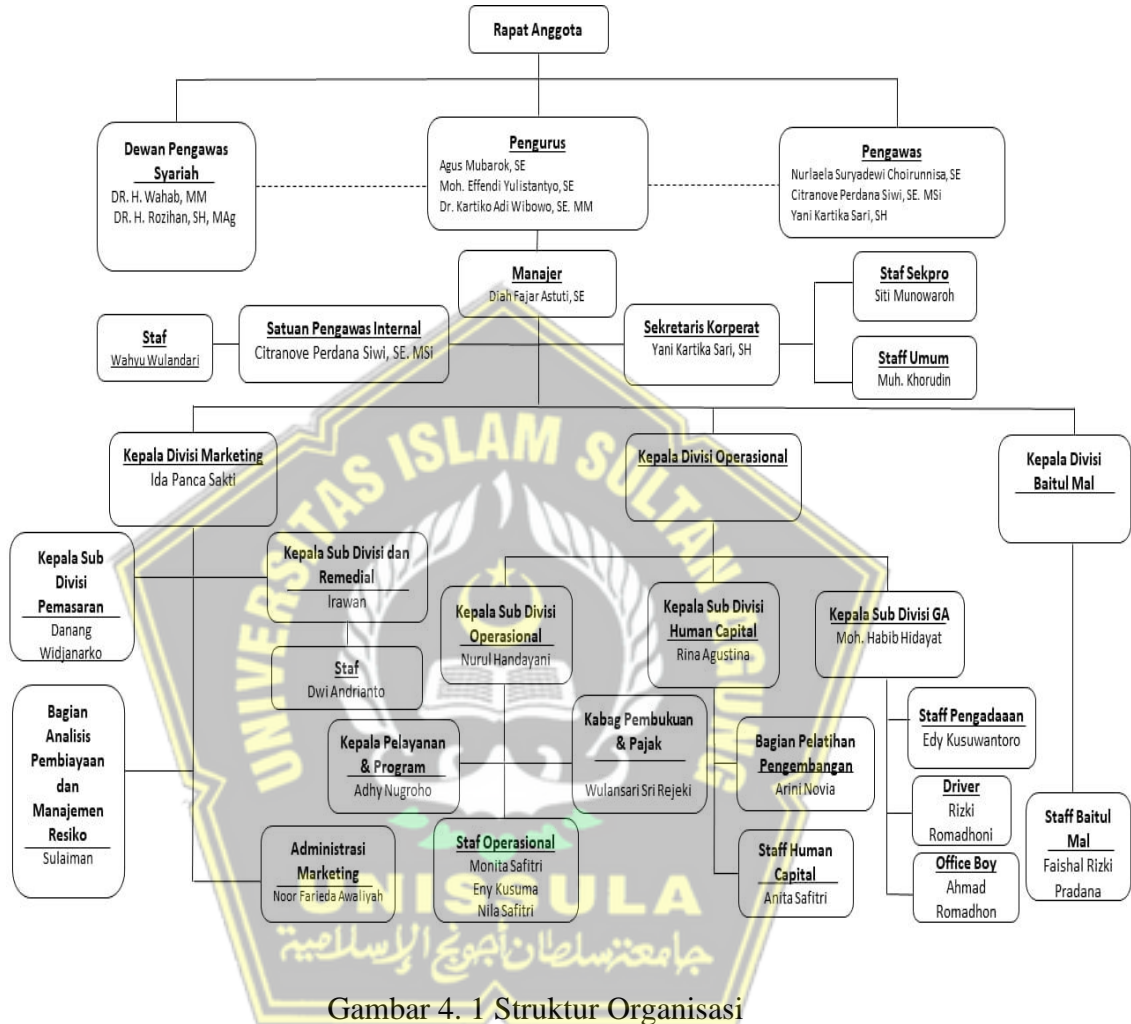 Rapat Anggota
Dewan Pengawas
Syariah
DR. H. Wahab, MM
DR. H. Rozihan, SH, MAg
Pengurus
Agus Mubarok, SE
Moh. Effendi Yulistantyo, SE
Dr. Kartiko Adi Wibowo, SE. MM
Pengawas
Nurlaela Suryadewi Choirunnisa, SE
Citranove Perdana Siwi, SE. MSi
Yani Kartika Sari, SH
Manajer
Diah Fajar Astuti, SE
Staf
Wahyu Wulandari
Satuan Pengawas Internal
Citranove Perdana Siwi, SE. MSi
Sekretaris Korperat
Yani Kartika Sari, SH
Staf Sekpro
Siti Munowaroh
Staff Umum
Muh. Khorudin
Kepala Divisi Marketing
Ida Panca Sakti
Kepala Divisi Operasional
Kepala Divisi
Baitul Mal
Kepala Sub
Divisi
Pemasaran
Danang
Widjanarko
Kepala Sub Divisi dan
Remedial
Irawan
Staf
Dwi Andrianto
Kepala Sub Divisi
Operasional
Nurul Handayani
Kepala Sub Divisi
Human Capital
Rina Agustina
Kepala Sub Divisi GA
Moh. Habib Hidayat
Bagian
Analisis
Pembiayaan
dan
Manajemen
Resiko
Sulaiman
Administrasi
Marketing
Noor Farieda Awaliyah
Kepala Pelayanan
& Program
Adhy Nugroho
Kabag Pembukuan
& Pajak
Wulansari Sri Rejeki
Staf Operasional
Monita Safitri
Eny Kusuma
Nila Safitri
Bagian Pelatihan
Pengembangan
Arini Novia
Staff Human
Capital
Anita Safitri
Staff Pengadaaan
Edy Kusuwantoro
Driver
Rizki
Romadhoni
Office Boy
Ahmad
Romadhon
Staff Baitul
Mal
Faishal Rizki
Pradana
UNIVERSITAS ISLAM SULTAN AGUNG
UNISSULA
جامعة سلطان أجونج الإسلامية
Gambar 4. 1 Struktur Organisasi